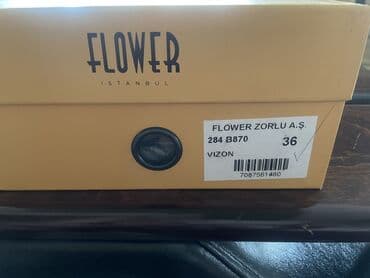 FLOWER
ISTANBUL
FLOWER ZORLU A.Ş.
284 B870 36
VIZON
7087561480